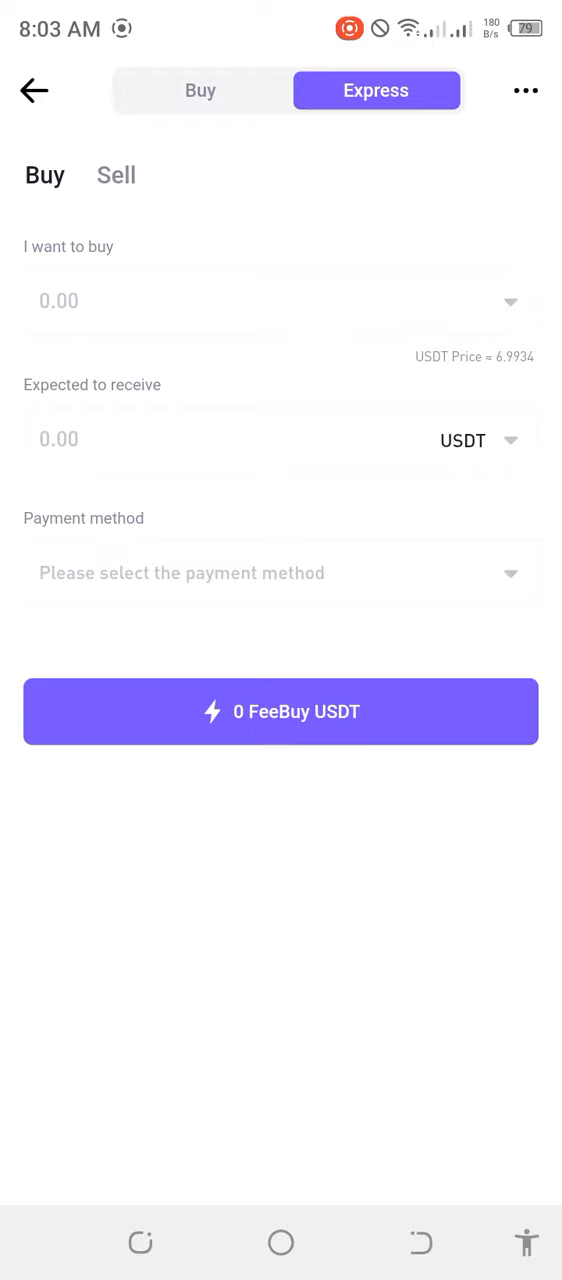 8:03 AM
180
B/s
79
Buy
Express
Buy
Sell
I want to buy
0.00
USDT Price = 6.9934
Expected to receive
0.00
USDT
Payment method
Please select the payment method
0 FeeBuy USDT